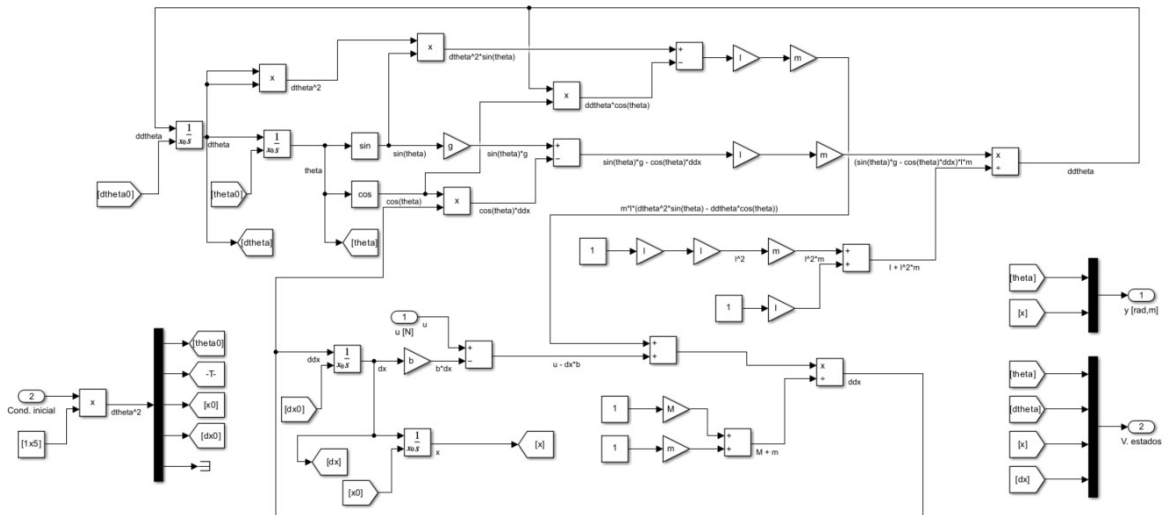 x
dtheta^2*sin(theta)
+
−
l
m
x
dtheta^2
x
ddtheta*cos(theta)
ddtheta
1
x₀ s
dtheta
1
x₀ s
theta
sin
sin(theta)
g
sin(theta)*g
+
−
sin(theta)*g - cos(theta)*ddx
l
m
(sin(theta)*g - cos(theta)*ddx)*l*m
x
÷
ddtheta
[dtheta0]
[theta0]
cos
cos(theta)
x
cos(theta)*ddx
m*l*(dtheta^2*sin(theta) - ddtheta*cos(theta))
[dtheta]
[theta]
1
l
l
l^2
m
l^2*m
+
+
I + l^2*m
1
I
[theta]
[x]
1
y [rad,m]
1
u [N]
u
[theta0]
-T-
[x0]
[dx0]
2
Cond. inicial
x
dtheta^2
[1x5]
ddx
1
x₀ s
dx
b
b*dx
+
−
u - dx*b
+
+
x
÷
ddx
[dx0]
1
M
1
m
+
+
M + m
[dx]
[x0]
1
x₀ s
x
[x]
[theta]
[dtheta]
[x]
[dx]
2
V. estados